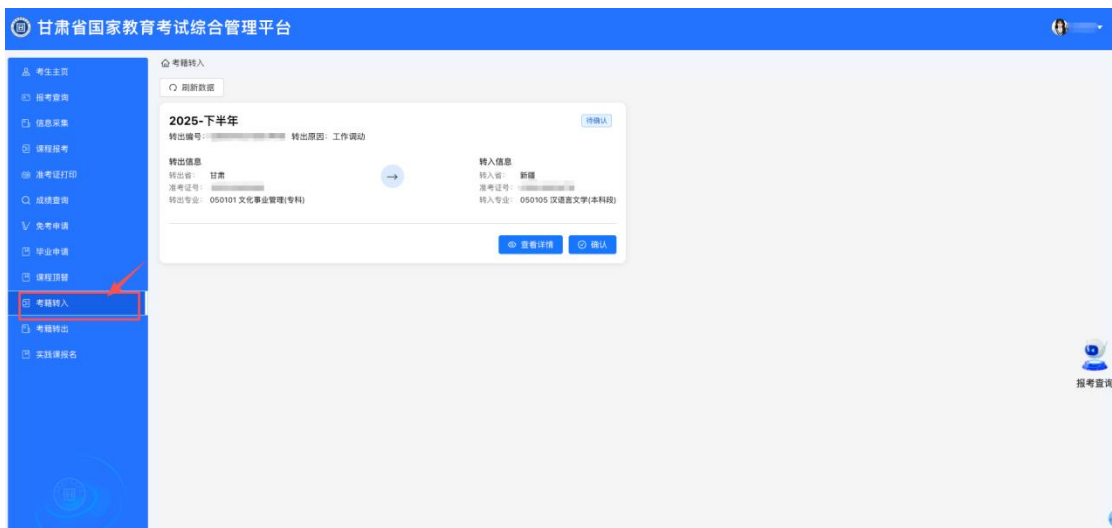 甘肃省国家教育考试综合管理平台
考生主页
报考查询
信息采集
课程报考
准考证打印
成绩查询
免考申请
毕业申请
课程顶替
考籍转入
考籍转出
实践课报名
考籍转入
刷新数据
2025-下半年
待确认
转出编号: 转出原因: 工作调动
转出信息
转出省: 甘肃
准考证号:
转出专业: 050101 文化事业管理(专科)
转入信息
转入省: 新疆
准考证号:
转入专业: 050105 汉语言文学(本科段)
查看详情
确认
报考查询